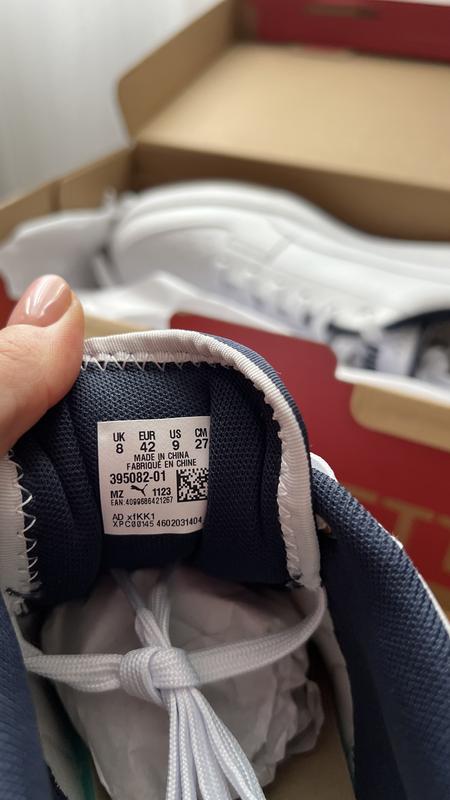 UK EUR US CM
8 42 9 27
MADE IN CHINA
FABRIQUÉ EN CHINE
395082-01
MZ 1123
EAN:4099686421267
AD xfKK1
XPC00145 4602031404